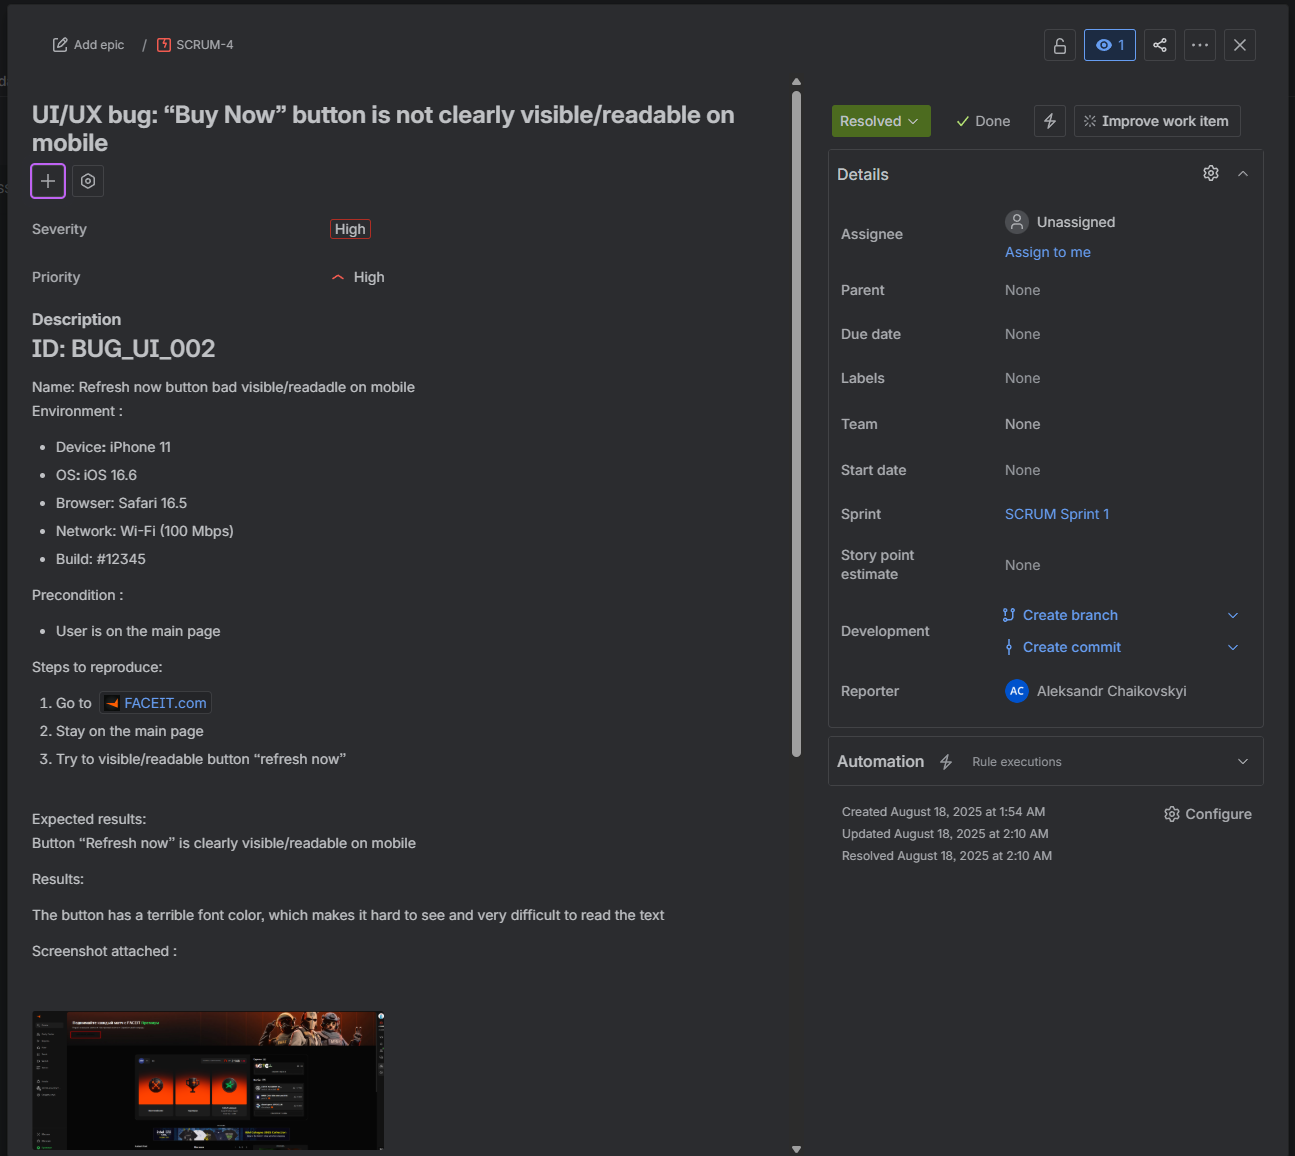 Add epic / SCRUM-4
1
UI/UX bug: “Buy Now” button is not clearly visible/readable on
mobile
Severity High
Priority High
Description
ID: BUG_UI_002
Name: Refresh now button bad visible/readadle on mobile
Environment :
Device: iPhone 11
OS: iOS 16.6
Browser: Safari 16.5
Network: Wi-Fi (100 Mbps)
Build: #12345
Precondition :
User is on the main page
Steps to reproduce:
1. Go to FACEIT.com
2. Stay on the main page
3. Try to visible/readable button “refresh now”
Expected results:
Button “Refresh now” is clearly visible/readable on mobile
Results:
The button has a terrible font color, which makes it hard to see and very difficult to read the text
Screenshot attached :
Resolved Done Improve work item
Details
Assignee Unassigned
Assign to me
Parent None
Due date None
Labels None
Team None
Start date None
Sprint SCRUM Sprint 1
Story point
estimate None
Development Create branch
Create commit
Reporter AC Aleksandr Chaikovskyi
Automation Rule executions
Created August 18, 2025 at 1:54 AM
Updated August 18, 2025 at 2:10 AM
Resolved August 18, 2025 at 2:10 AM
Configure